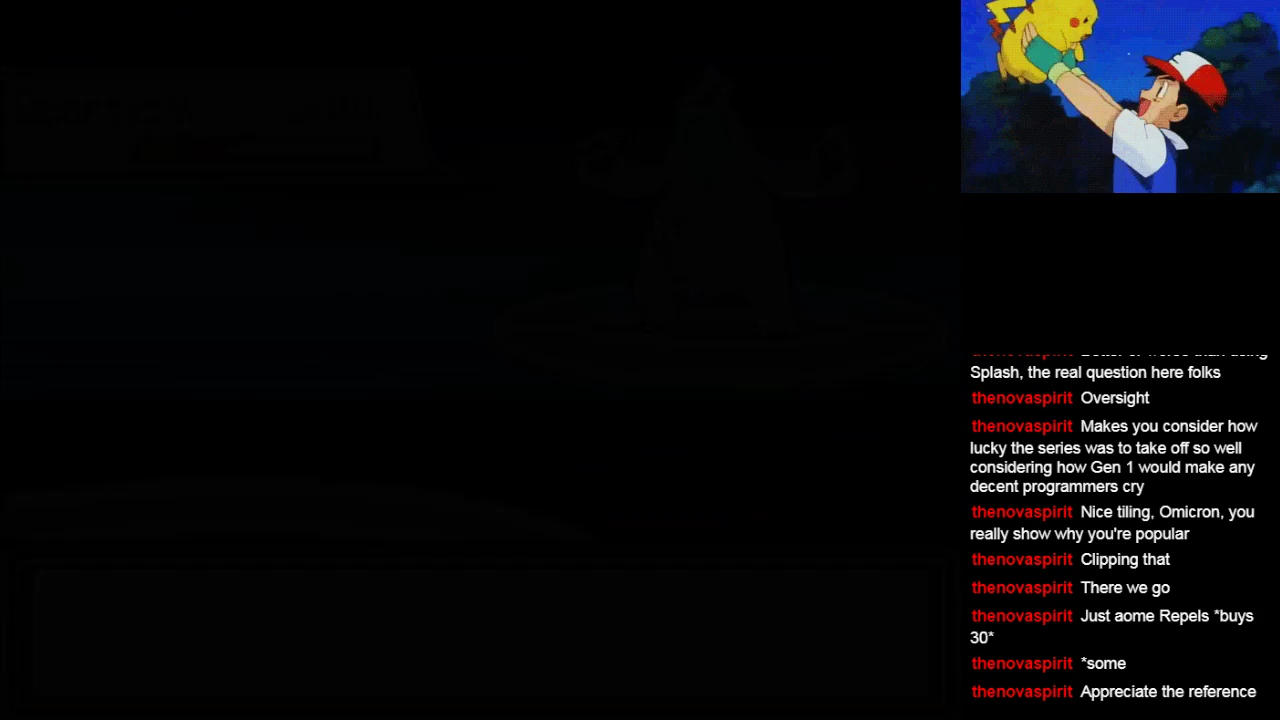 Splash, the real question here folks
thenovaspirit Oversight
thenovaspirit Makes you consider how
lucky the series was to take off so well
considering how Gen 1 would make any
decent programmers cry
thenovaspirit Nice tiling, Omicron, you
really show why you're popular
thenovaspirit Clipping that
thenovaspirit There we go
thenovaspirit Just aome Repels *buys
30*
thenovaspirit *some
thenovaspirit Appreciate the reference